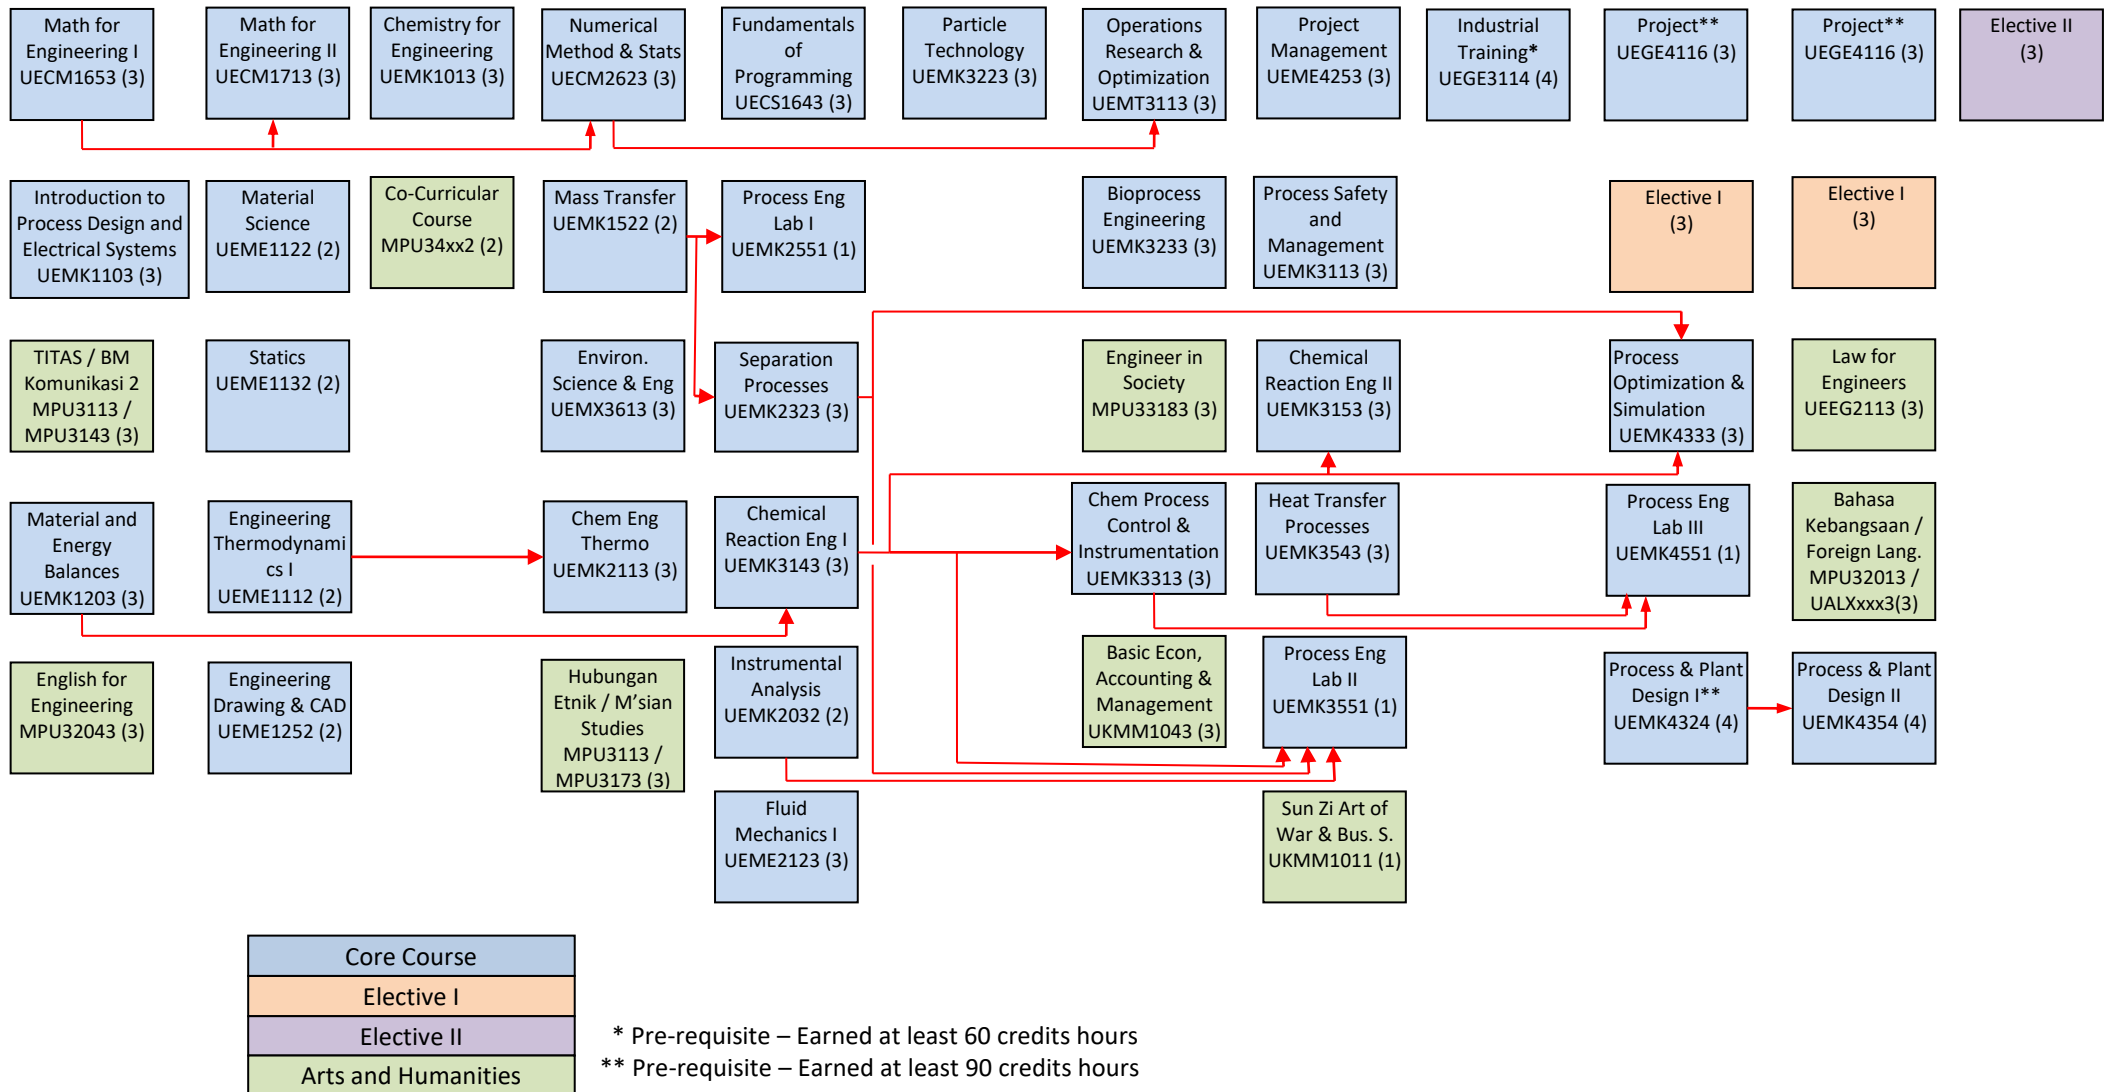 Math for
Engineering I
UECM1653 (3)
Math for
Engineering II
UECM1713 (3)
Chemistry for
Engineering
UEMK1013 (3)
Numerical
Method & Stats
UECM2623 (3)
Fundamentals
of
Programming
UECS1643 (3)
Particle
Technology
UEMK3223 (3)
Operations
Research &
Optimization
UEMT3113 (3)
Project
Management
UEME4253 (3)
Industrial
Training*
UEGE3114 (4)
Project**
UEGE4116 (3)
Project**
UEGE4116 (3)
Elective II
(3)
Introduction to
Process Design and
Electrical Systems
UEMK1103 (3)
Material
Science
UEME1122 (2)
Co-Curricular
Course
MPU34xx2 (2)
Mass Transfer
UEMK1522 (2)
Process Eng
Lab I
UEMK2551 (1)
Bioprocess
Engineering
UEMK3233 (3)
Process Safety
and
Management
UEMK3113 (3)
Elective I
(3)
Elective I
(3)
TITAS / BM
Komunikasi 2
MPU3113 /
MPU3143 (3)
Statics
UEME1132 (2)
Environ.
Science & Eng
UEMX3613 (3)
Separation
Processes
UEMK2323 (3)
Engineer in
Society
MPU33183 (3)
Chemical
Reaction Eng II
UEMK3153 (3)
Process
Optimization &
Simulation
UEMK4333 (3)
Law for
Engineers
UEEG2113 (3)
Material and
Energy
Balances
UEMK1203 (3)
Engineering
Thermodynami
cs I
UEME1112 (2)
Chem Eng
Thermo
UEMK2113 (3)
Chemical
Reaction Eng I
UEMK3143 (3)
Chem Process
Control &
Instrumentation
UEMK3313 (3)
Heat Transfer
Processes
UEMK3543 (3)
Process Eng
Lab III
UEMK4551 (1)
Bahasa
Kebangsaan /
Foreign Lang.
MPU32013 /
UALXxxx3(3)
English for
Engineering
MPU32043 (3)
Engineering
Drawing & CAD
UEME1252 (2)
Hubungan
Etnik / M’sian
Studies
MPU3113 /
MPU3173 (3)
Instrumental
Analysis
UEMK2032 (2)
Basic Econ,
Accounting &
Management
UKMM1043 (3)
Process Eng
Lab II
UEMK3551 (1)
Process & Plant
Design I**
UEMK4324 (4)
Process & Plant
Design II
UEMK4354 (4)
Fluid
Mechanics I
UEME2123 (3)
Sun Zi Art of
War & Bus. S.
UKMM1011 (1)
Core Course
Elective I
Elective II
Arts and Humanities
* Pre-requisite – Earned at least 60 credits hours
** Pre-requisite – Earned at least 90 credits hours